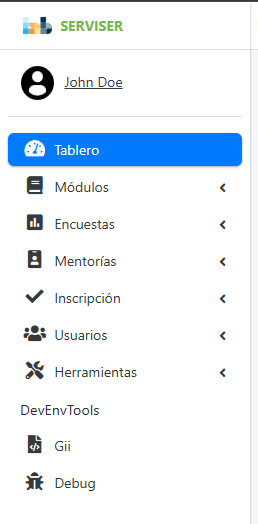 SERVISER
John Doe
Tablero
Módulos
Encuestas
Mentorías
Inscripción
Usuarios
Herramientas
DevEnvTools
Gii
Debug